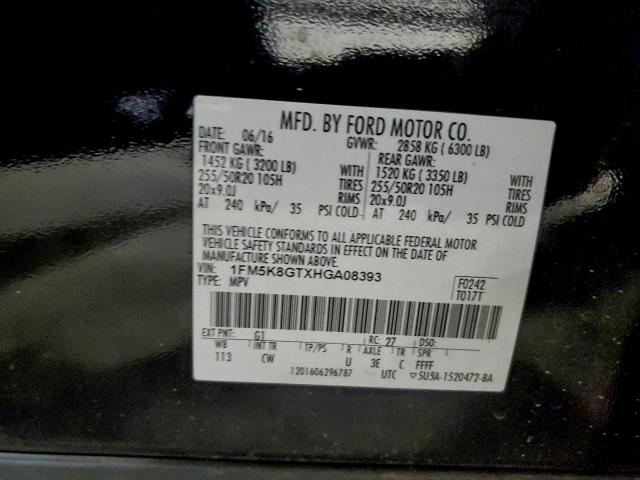 MFD. BY FORD MOTOR CO.
DATE: 06/16 GVWR: 2858 KG ( 6300 LB)
FRONT GAWR: REAR GAWR:
1452 KG ( 3200 LB) WITH 1520 KG ( 3350 LB) WITH
255/50R20 105H TIRES 255/50R20 105H TIRES
20x9.0J RIMS 20x9.0J RIMS
AT 240 kPa/ 35 PSI COLD AT 240 kPa/ 35 PSI COLD
THIS VEHICLE CONFORMS TO ALL APPLICABLE FEDERAL MOTOR
VEHICLE SAFETY STANDARDS IN EFFECT ON THE DATE OF
MANUFACTURE SHOWN ABOVE.
VIN: 1FM5K8GTXHGA08393 F0242
TYPE: MPV T0171
EXT PNT: G1 RC: 27 DSO:
WB INT TR TP/PS R AXLE TR SPR
113 CW U 3E C FFFF
1201606296787 UTC ▽5U5A-1520472-BA